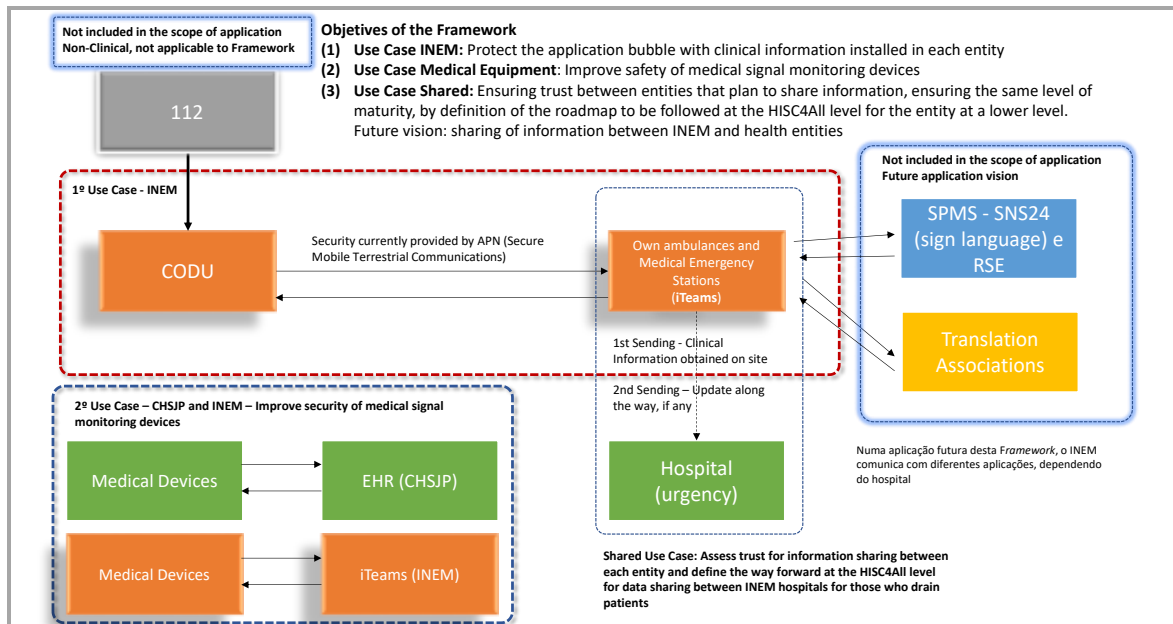 Not included in the scope of application
Non-Clinical, not applicable to Framework
112
Objectives of the Framework
(1) Use Case INEM: Protect the application bubble with clinical information installed in each entity
(2) Use Case Medical Equipment: Improve safety of medical signal monitoring devices
(3) Use Case Shared: Ensuring trust between entities that plan to share information, ensuring the same level of
maturity, by definition of the roadmap to be followed at the HISC4All level for the entity at a lower level.
Future vision: sharing of information between INEM and health entities
1º Use Case - INEM
CODU
Security currently provided by APN (Secure
Mobile Terrestrial Communications)
Own ambulances and
Medical Emergency
Stations
(iTeams)
Not included in the scope of application
Future application vision
SPMS - SNS24
(sign language) e
RSE
Translation
Associations
1st Sending - Clinical
Information obtained on site
2nd Sending – Update along
the way, if any
Hospital
(urgency)
Numa aplicação futura desta Framework, o INEM
comunica com diferentes aplicações, dependendo
do hospital
2º Use Case – CHSJP and INEM – Improve security of medical signal
monitoring devices
Medical Devices
EHR (CHSJP)
Medical Devices
iTeams (INEM)
Shared Use Case: Assess trust for information sharing between
each entity and define the way forward at the HISC4All level
for data sharing between INEM hospitals for those who drain
patients